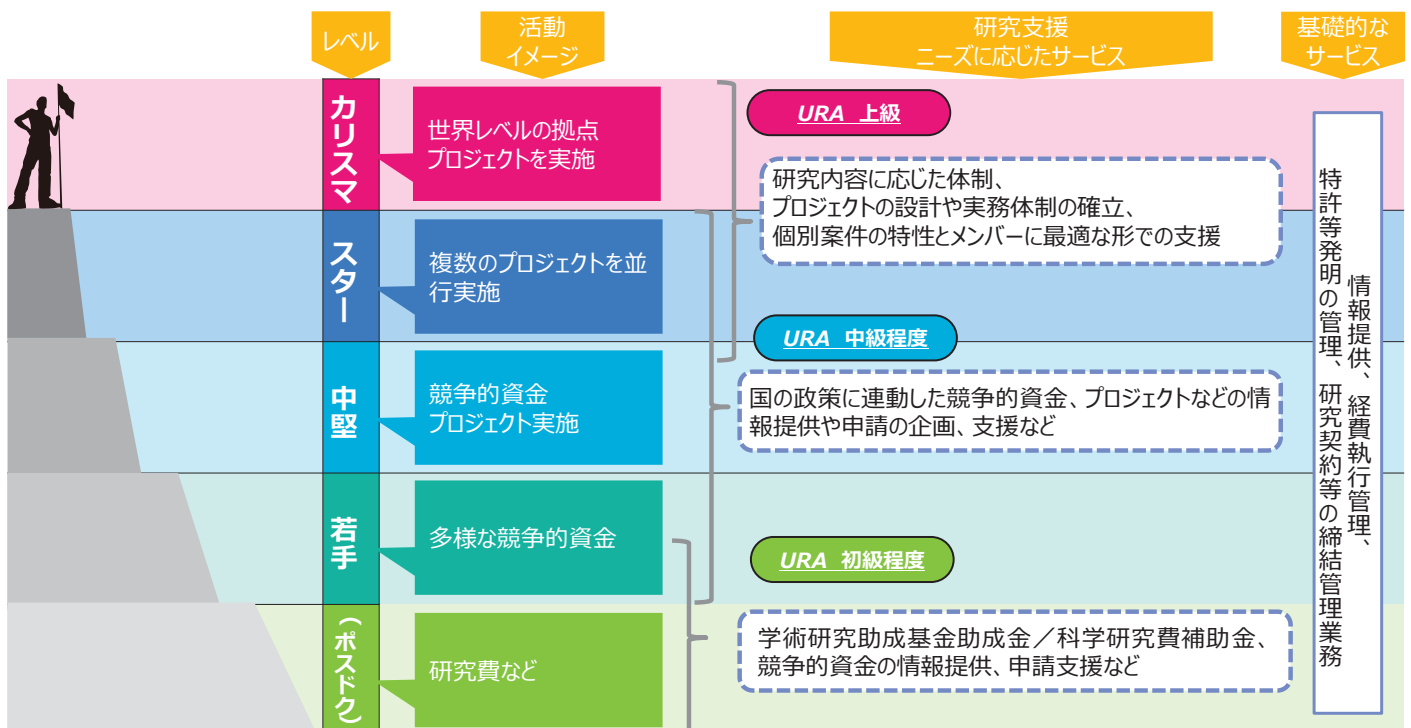 レベル
活動
イメージ
研究支援
ニーズに応じたサービス
基礎的な
サービス
カリスマ
世界レベルの拠点
プロジェクトを実施
URA 上級
研究内容に応じた体制、
プロジェクトの設計や実務体制の確立、
個別案件の特性とメンバーに最適な形での支援
スター
複数のプロジェクトを並
行実施
URA 中級程度
中堅
競争的資金
プロジェクト実施
国の政策に連動した競争的資金、プロジェクトなどの情
報提供や申請の企画、支援など
若手
多様な競争的資金
URA 初級程度
(ポスドク)
研究費など
学術研究助成基金助成金／科学研究費補助金、
競争的資金の情報提供、申請支援など
情報提供、経費執行管理、
特許等発明の管理、研究契約等の締結管理業務